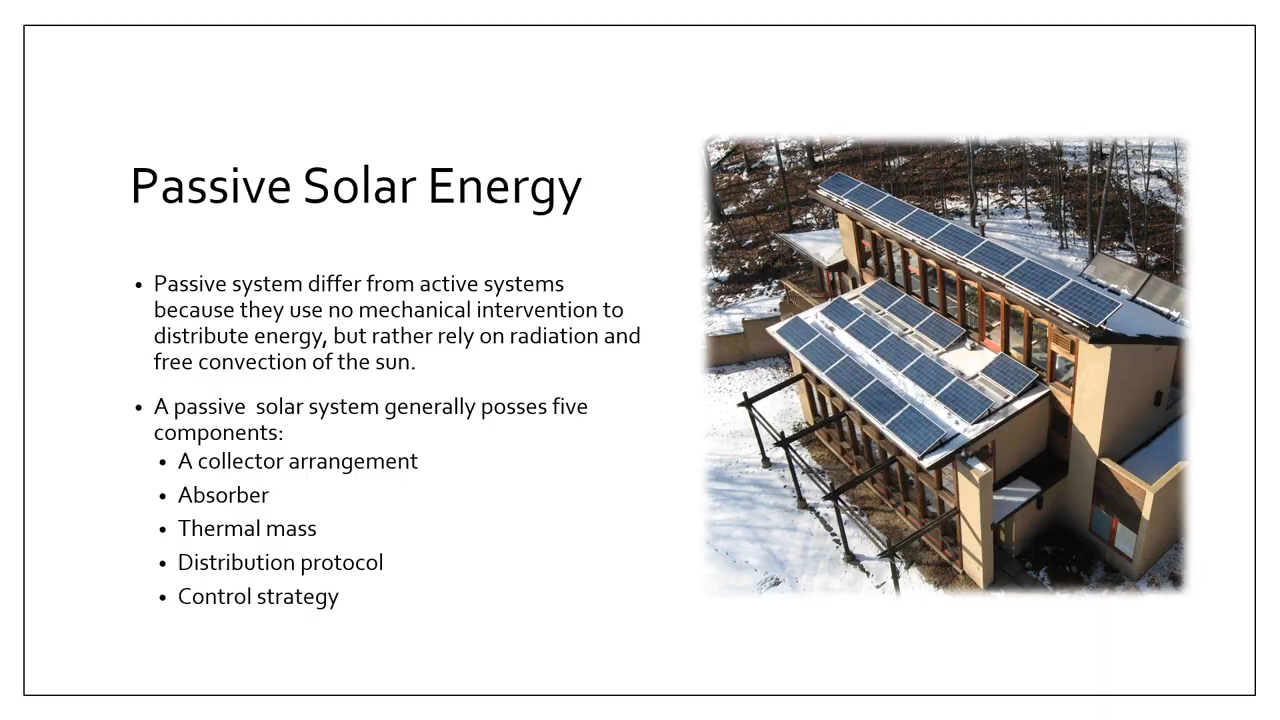 Passive Solar Energy
• Passive system differ from active systems
because they use no mechanical intervention to
distribute energy, but rather rely on radiation and
free convection of the sun.
• A passive  solar system generally posses five
components:
• A collector arrangement
• Absorber
• Thermal mass
• Distribution protocol
• Control strategy